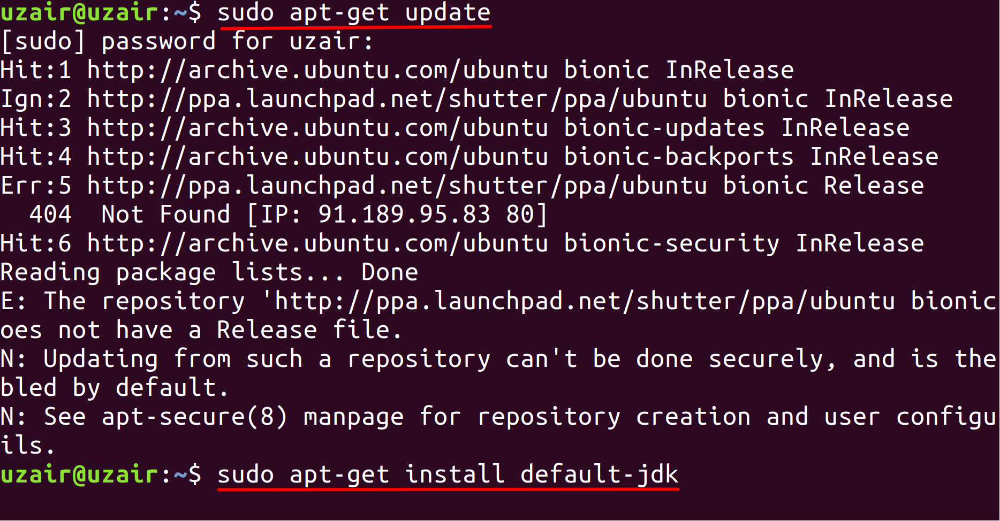 uzair@uzair:~$ sudo apt-get update
[sudo] password for uzair:
Hit:1 http://archive.ubuntu.com/ubuntu bionic InRelease
Ign:2 http://ppa.launchpad.net/shutter/ppa/ubuntu bionic InRelease
Hit:3 http://archive.ubuntu.com/ubuntu bionic-updates InRelease
Hit:4 http://archive.ubuntu.com/ubuntu bionic-backports InRelease
Err:5 http://ppa.launchpad.net/shutter/ppa/ubuntu bionic Release
  404  Not Found [IP: 91.189.95.83 80]
Hit:6 http://archive.ubuntu.com/ubuntu bionic-security InRelease
Reading package lists... Done
E: The repository 'http://ppa.launchpad.net/shutter/ppa/ubuntu bionic
oes not have a Release file.
N: Updating from such a repository can't be done securely, and is the
bled by default.
N: See apt-secure(8) manpage for repository creation and user configu
ils.
uzair@uzair:~$ sudo apt-get install default-jdk